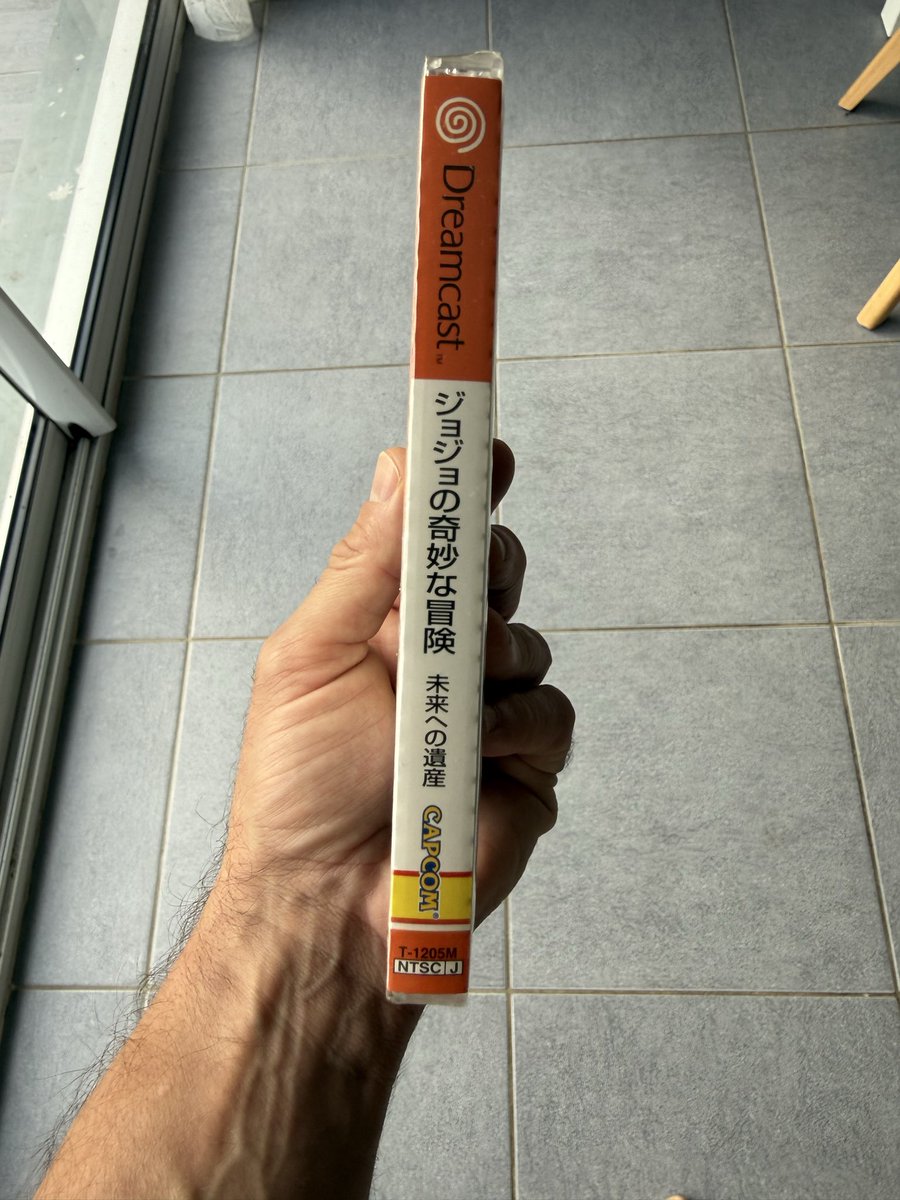 Dreamcast™
ジョジョの奇妙な冒険
未来への遺産
CAPCOM®
T-1205M
NTSC J